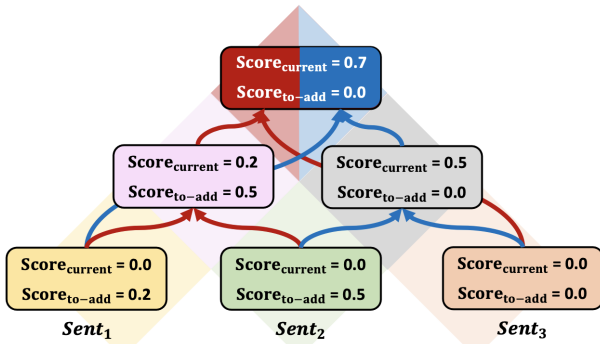 Score_current = 0.7
Score_to−add = 0.0
Score_current = 0.2
Score_to−add = 0.5
Score_current = 0.5
Score_to−add = 0.0
Score_current = 0.0
Score_to−add = 0.2
Score_current = 0.0
Score_to−add = 0.5
Score_current = 0.0
Score_to−add = 0.0
Sent_1
Sent_2
Sent_3